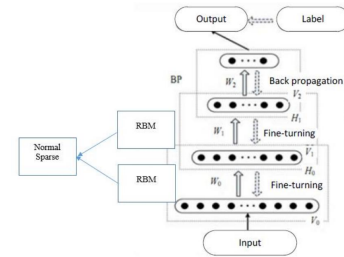 Output
Label
BP
W2
Back propagation
V2
H1
RBM
W1
Fine-turning
Normal
Sparse
V1
H0
RBM
W0
Fine-turning
V0
Input